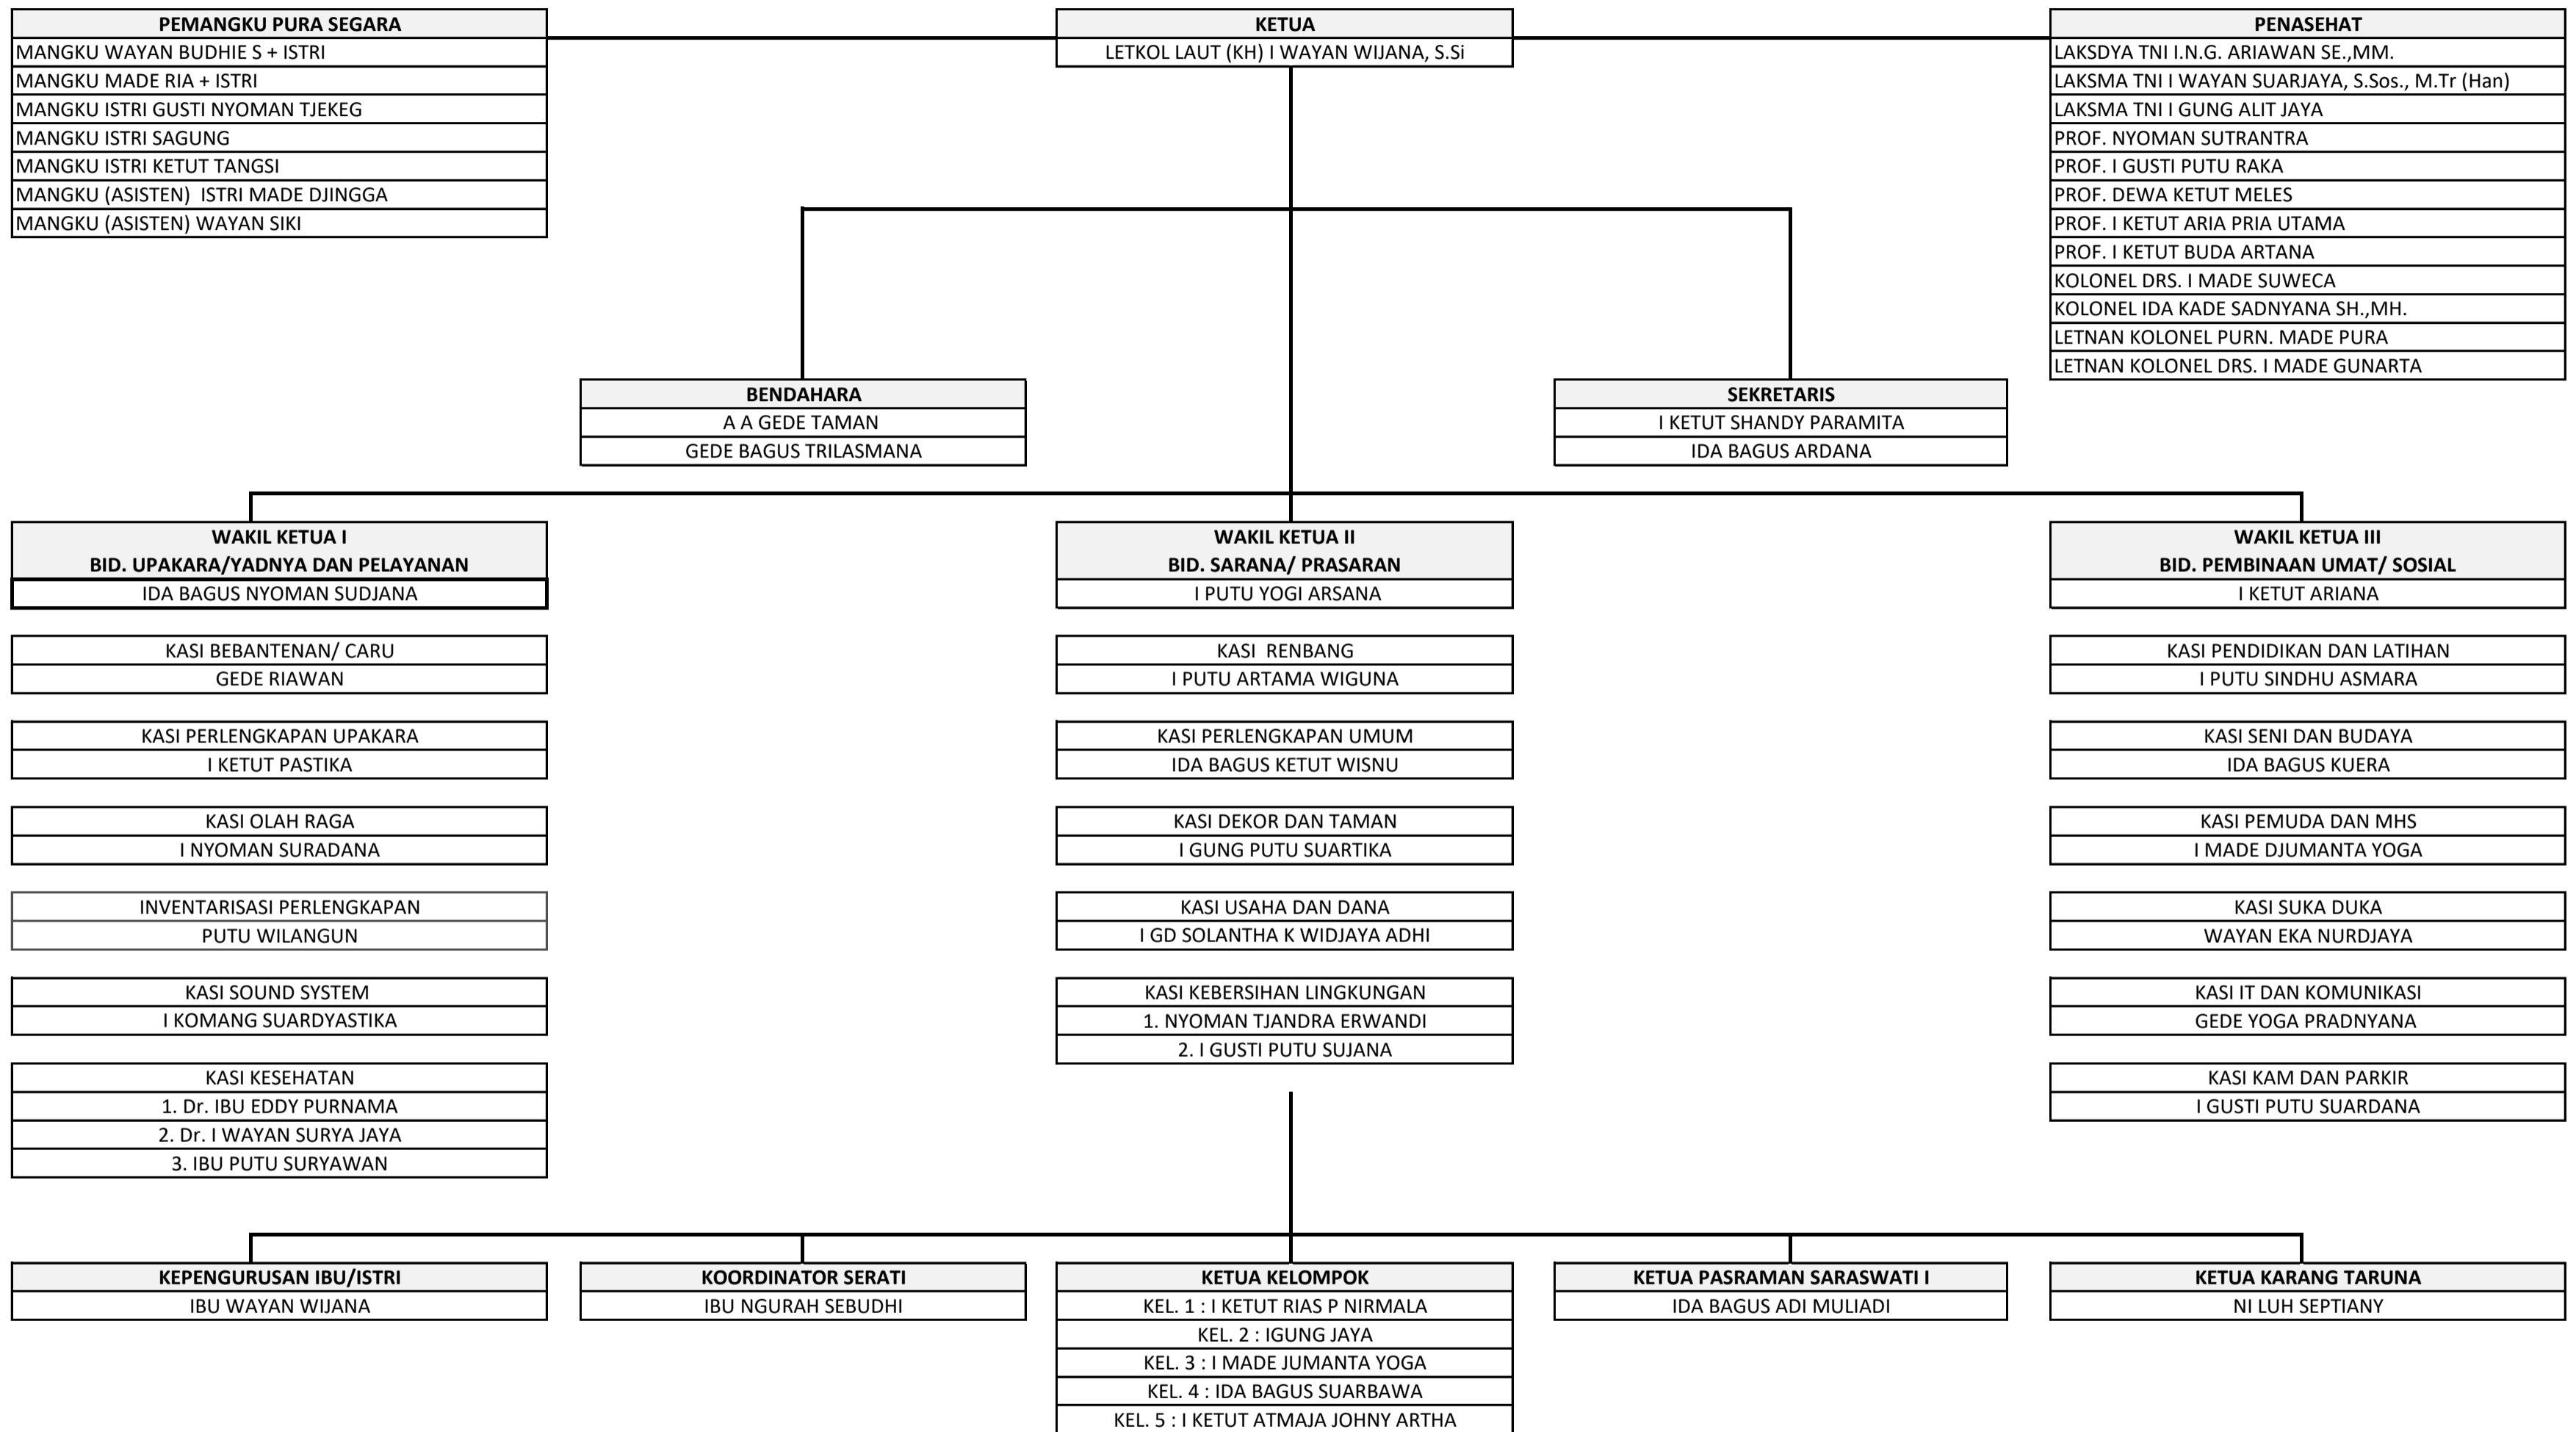 PEMANGKU PURA SEGARA
MANGKU WAYAN BUDHIE S + ISTRI
MANGKU MADE RIA + ISTRI
MANGKU ISTRI GUSTI NYOMAN TJEKEG
MANGKU ISTRI SAGUNG
MANGKU ISTRI KETUT TANGSI
MANGKU (ASISTEN)  ISTRI MADE DJINGGA
MANGKU (ASISTEN) WAYAN SIKI
KETUA
LETKOL LAUT (KH) I WAYAN WIJANA, S.Si
PENASEHAT
LAKSDYA TNI I.N.G. ARIAWAN SE.,MM.
LAKSMA TNI I WAYAN SUARJAYA, S.Sos., M.Tr (Han)
LAKSMA TNI I GUNG ALIT JAYA
PROF. NYOMAN SUTRANTRA
PROF. I GUSTI PUTU RAKA
PROF. DEWA KETUT MELES
PROF. I KETUT ARIA PRIA UTAMA
PROF. I KETUT BUDA ARTANA
KOLONEL DRS. I MADE SUWECA
KOLONEL IDA KADE SADNYANA SH.,MH.
LETNAN KOLONEL PURN. MADE PURA
LETNAN KOLONEL DRS. I MADE GUNARTA
BENDAHARA
A A GEDE TAMAN
GEDE BAGUS TRILASMANA
SEKRETARIS
I KETUT SHANDY PARAMITA
IDA BAGUS ARDANA
WAKIL KETUA I
BID. UPAKARA/YADNYA DAN PELAYANAN
IDA BAGUS NYOMAN SUDJANA
KASI BEBANTENAN/ CARU
GEDE RIAWAN
KASI PERLENGKAPAN UPAKARA
I KETUT PASTIKA
KASI OLAH RAGA
I NYOMAN SURADANA
INVENTARISASI PERLENGKAPAN
PUTU WILANGUN
KASI SOUND SYSTEM
I KOMANG SUARDYASTIKA
KASI KESEHATAN
1. Dr. IBU EDDY PURNAMA
2. Dr. I WAYAN SURYA JAYA
3. IBU PUTU SURYAWAN
WAKIL KETUA II
BID. SARANA/ PRASARAN
I PUTU YOGI ARSANA
KASI  RENBANG
I PUTU ARTAMA WIGUNA
KASI PERLENGKAPAN UMUM
IDA BAGUS KETUT WISNU
KASI DEKOR DAN TAMAN
I GUNG PUTU SUARTIKA
KASI USAHA DAN DANA
I GD SOLANTHA K WIDJAYA ADHI
KASI KEBERSIHAN LINGKUNGAN
1. NYOMAN TJANDRA ERWANDI
2. I GUSTI PUTU SUJANA
WAKIL KETUA III
BID. PEMBINAAN UMAT/ SOSIAL
I KETUT ARIANA
KASI PENDIDIKAN DAN LATIHAN
I PUTU SINDHU ASMARA
KASI SENI DAN BUDAYA
IDA BAGUS KUERA
KASI PEMUDA DAN MHS
I MADE DJUMANTA YOGA
KASI SUKA DUKA
WAYAN EKA NURDJAYA
KASI IT DAN KOMUNIKASI
GEDE YOGA PRADNYANA
KASI KAM DAN PARKIR
I GUSTI PUTU SUARDANA
KEPENGURUSAN IBU/ISTRI
IBU WAYAN WIJANA
KOORDINATOR SERATI
IBU NGURAH SEBUDHI
KETUA KELOMPOK
KEL. 1 : I KETUT RIAS P NIRMALA
KEL. 2 : IGUNG JAYA
KEL. 3 : I MADE JUMANTA YOGA
KEL. 4 : IDA BAGUS SUARBAWA
KEL. 5 : I KETUT ATMAJA JOHNY ARTHA
KETUA PASRAMAN SARASWATI I
IDA BAGUS ADI MULIADI
KETUA KARANG TARUNA
NI LUH SEPTIANY